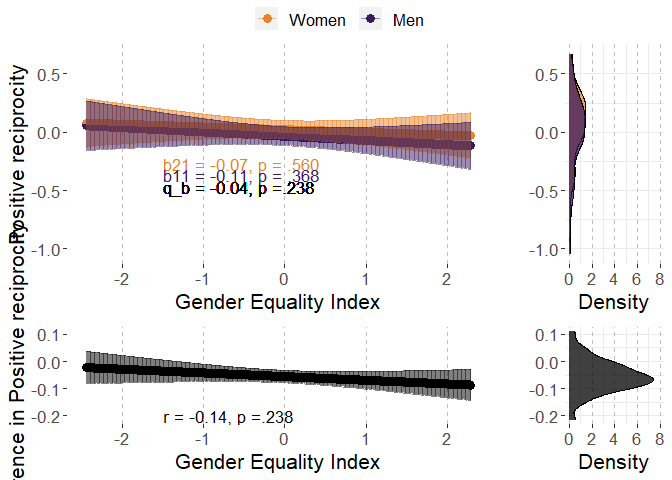 Women Men
Positive reciprocity
0.5
0.0
-0.5
-1.0
b21 = -0.07, p = .560
b11 = -0.11, p = .368
q_b = -0.04, p = .238
-2 -1 0 1 2
Gender Equality Index
0 2 4 6 8
Density
rence in Positive reciprocity
0.1
0.0
-0.1
-0.2
r = -0.14, p = .238
-2 -1 0 1 2
Gender Equality Index
0.5
0.0
-0.5
-1.0
0.1
0.0
-0.1
-0.2
0 2 4 6 8
Density